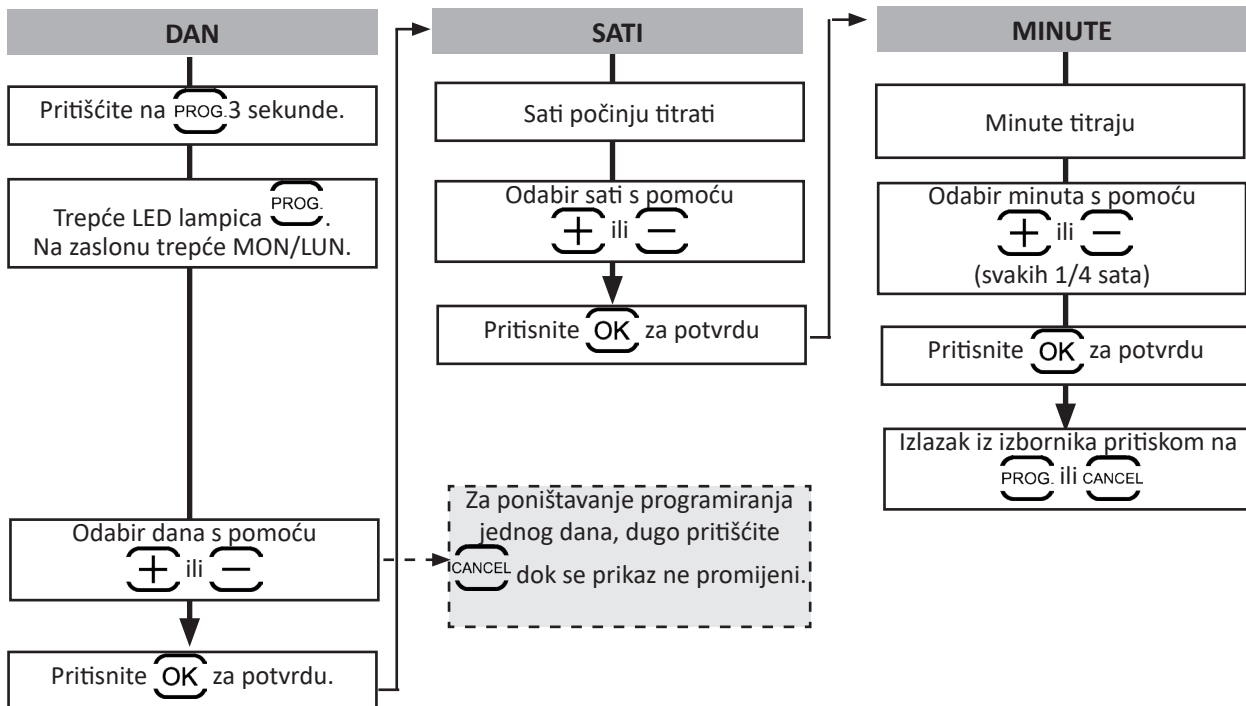 DAN
Pritišćite na PROG. 3 sekunde.
Trepće LED lampica PROG. .
Na zaslonu trepće MON/LUN.
Odabir dana s pomoću
+ ili −
Pritisnite OK za potvrdu.
SATI
Sati počinju titrati
Odabir sati s pomoću
+ ili −
Pritisnite OK za potvrdu
Za poništavanje programiranja
jednog dana, dugo pritišćite
CANCEL dok se prikaz ne promijeni.
MINUTE
Minute titraju
Odabir minuta s pomoću
+ ili −
(svakih 1/4 sata)
Pritisnite OK za potvrdu
Izlazak iz izbornika pritiskom na
PROG. ili CANCEL